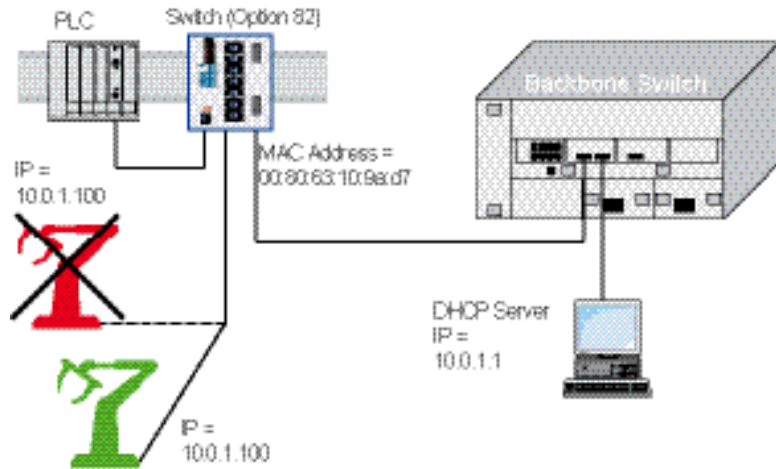 PLC
Switch (Option 82)
Backbone Switch
MAC Address =
00:80:63:10:9a:d7
IP =
10.0.1.100
DHCP Server
IP =
10.0.1.1
IP =
10.0.1.100